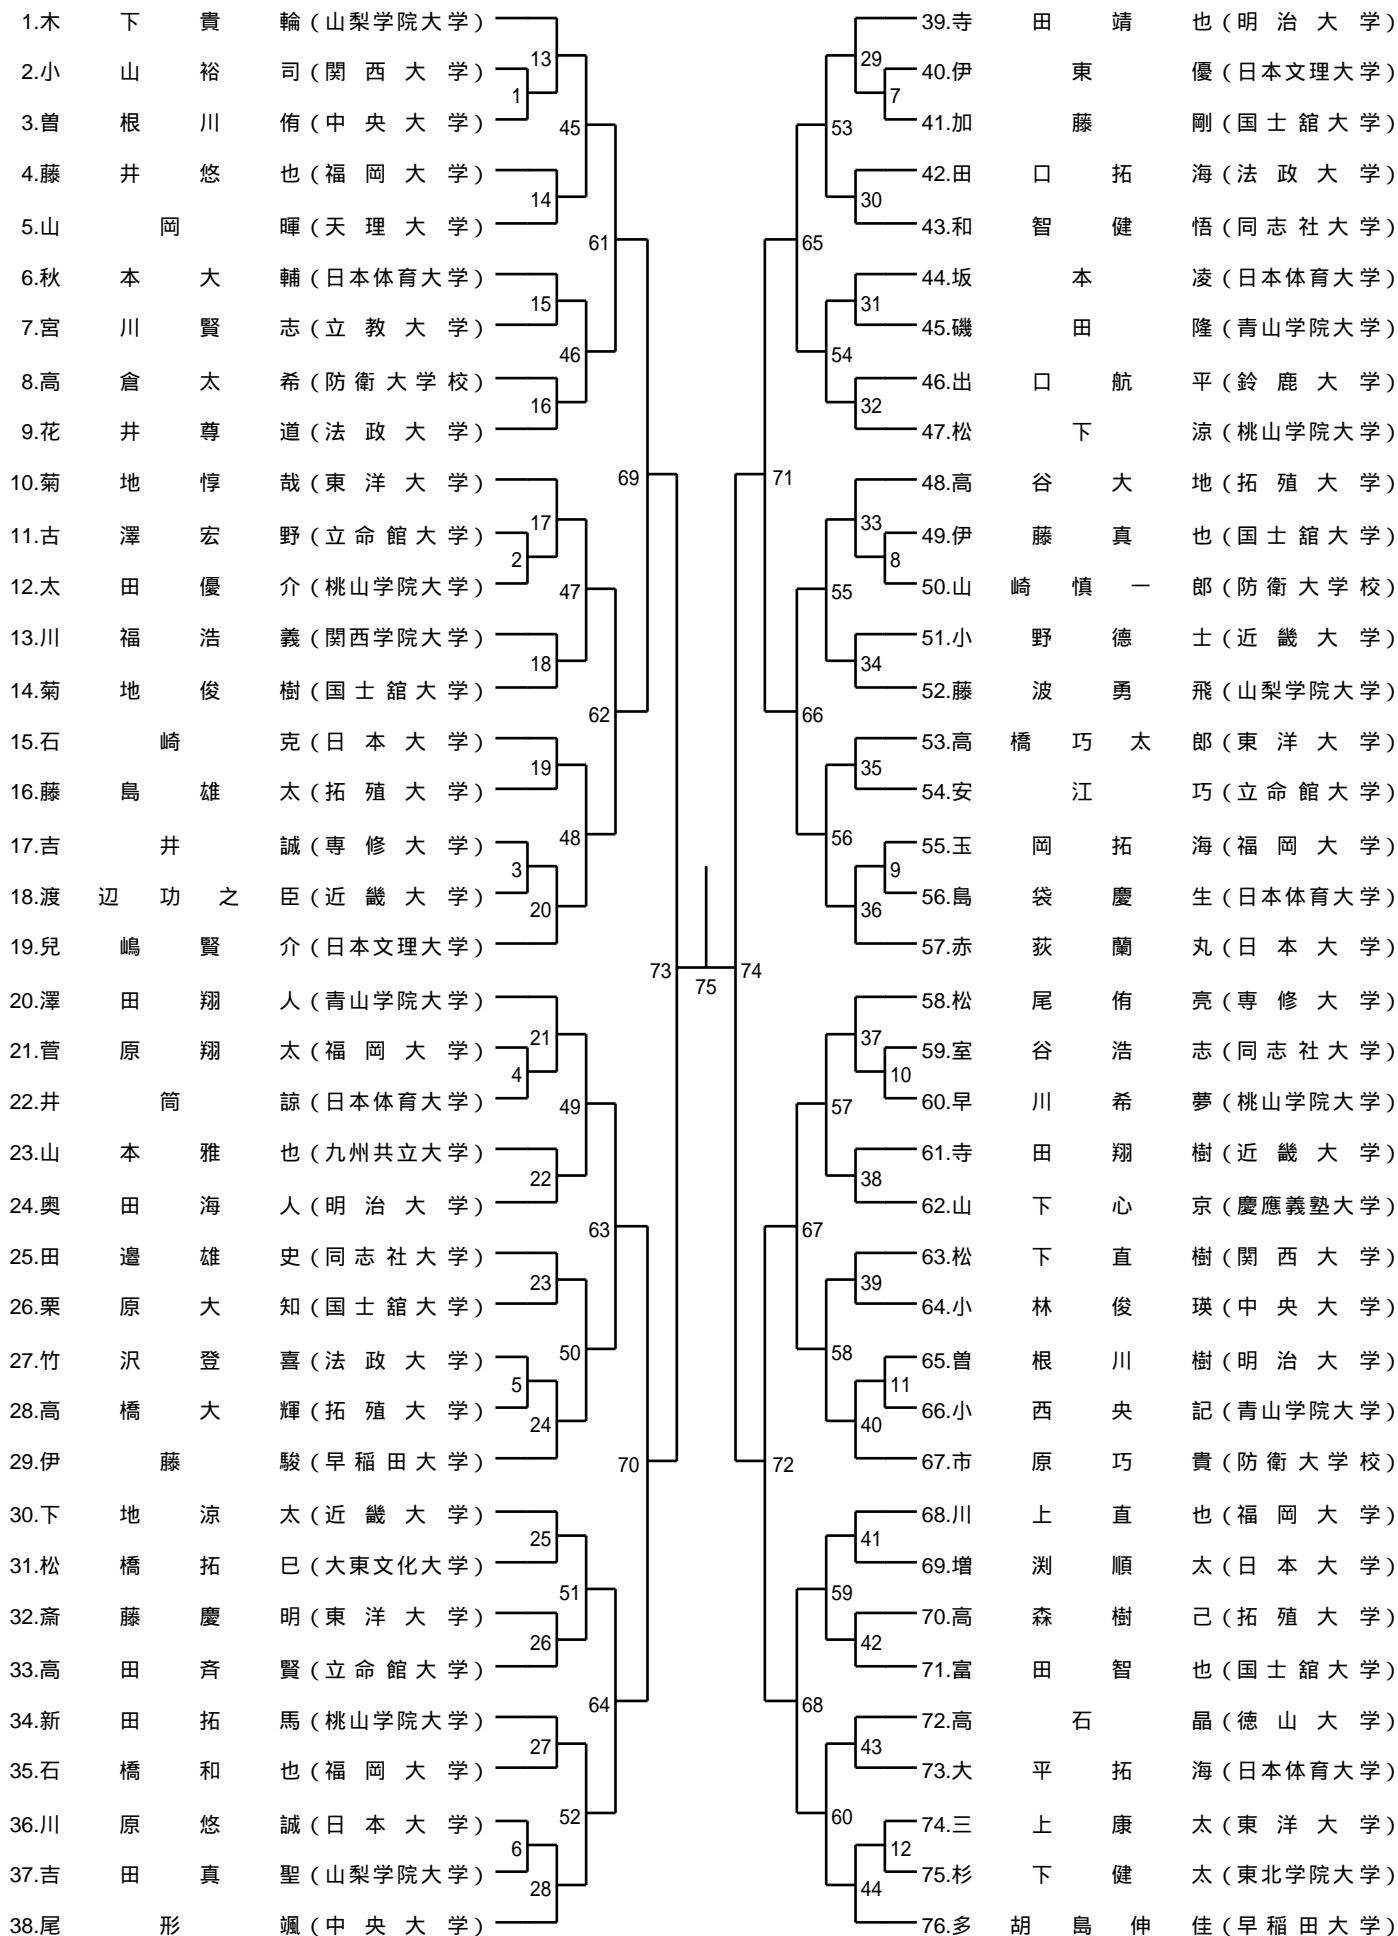 1.木下貴輪(山梨学院大学)
2.小山裕司(関西大学)
3.曽根川侑(中央大学)
4.藤井悠也(福岡大学)
5.山岡暉(天理大学)
6.秋本大輔(日本体育大学)
7.宮川賢志(立教大学)
8.高倉太希(防衛大学校)
9.花井尊道(法政大学)
10.菊地惇哉(東洋大学)
11.古澤宏野(立命館大学)
12.太田優介(桃山学院大学)
13.川福浩義(関西学院大学)
14.菊地俊樹(国士舘大学)
15.石崎克(日本大学)
16.藤島雄太(拓殖大学)
17.吉井誠(専修大学)
18.渡辺功之臣(近畿大学)
19.兒嶋賢介(日本文理大学)
20.澤田翔人(青山学院大学)
21.菅原翔太(福岡大学)
22.井筒諒(日本体育大学)
23.山本雅也(九州共立大学)
24.奥田海人(明治大学)
25.田邉雄史(同志社大学)
26.栗原大知(国士舘大学)
27.竹沢登喜(法政大学)
28.高橋大輝(拓殖大学)
29.伊藤駿(早稲田大学)
30.下地涼太(近畿大学)
31.松橋拓巳(大東文化大学)
32.斎藤慶明(東洋大学)
33.高田斉賢(立命館大学)
34.新田拓馬(桃山学院大学)
35.石橋和也(福岡大学)
36.川原悠誠(日本大学)
37.吉田真聖(山梨学院大学)
38.尾形颯(中央大学)
13
1
45
14
61
15
46
16
69
17
2
47
18
62
19
48
3
20
73
75
74
21
4
49
22
63
23
50
5
24
70
25
51
26
64
27
52
6
28
29
7
53
30
65
31
54
32
71
33
8
55
34
66
35
56
9
36
37
10
57
38
67
39
58
11
40
72
41
59
42
68
43
60
12
44
39.寺田靖也(明治大学)
40.伊東優(日本文理大学)
41.加藤剛(国士舘大学)
42.田口拓海(法政大学)
43.和智健悟(同志社大学)
44.坂本凌(日本体育大学)
45.磯田隆(青山学院大学)
46.出口航平(鈴鹿大学)
47.松下涼(桃山学院大学)
48.高谷大地(拓殖大学)
49.伊藤真也(国士舘大学)
50.山崎慎一郎(防衛大学校)
51.小野徳士(近畿大学)
52.藤波勇飛(山梨学院大学)
53.高橋巧太郎(東洋大学)
54.安江巧(立命館大学)
55.玉岡拓海(福岡大学)
56.島袋慶生(日本体育大学)
57.赤荻蘭丸(日本大学)
58.松尾侑亮(専修大学)
59.室谷浩志(同志社大学)
60.早川希夢(桃山学院大学)
61.寺田翔樹(近畿大学)
62.山下心京(慶應義塾大学)
63.松下直樹(関西大学)
64.小林俊瑛(中央大学)
65.曽根川樹(明治大学)
66.小西央記(青山学院大学)
67.市原巧貴(防衛大学校)
68.川上直也(福岡大学)
69.増渕順太(日本大学)
70.高森樹己(拓殖大学)
71.富田智也(国士舘大学)
72.高石晶(徳山大学)
73.大平拓海(日本体育大学)
74.三上康太(東洋大学)
75.杉下健太(東北学院大学)
76.多胡島伸佳(早稲田大学)